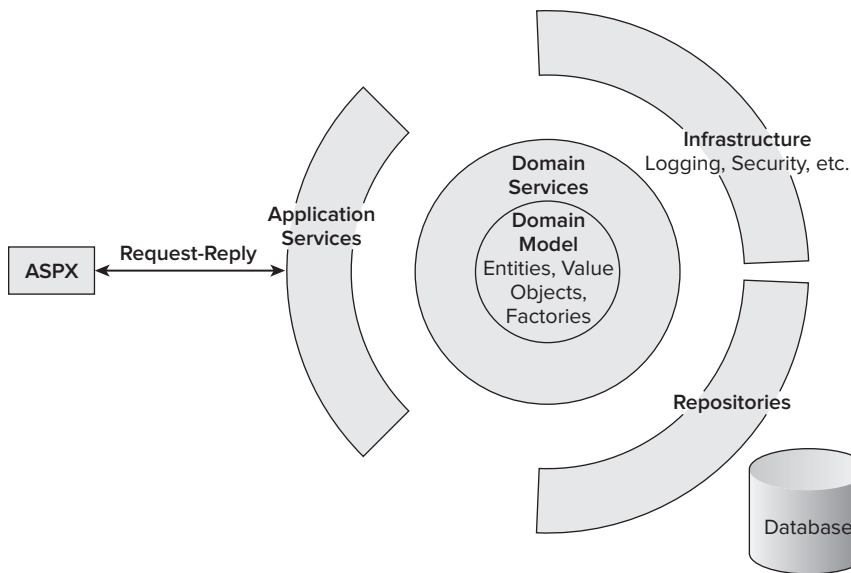 Infrastructure
Logging, Security, etc.
Domain
Services
Application
Services
Domain
Model
Entities, Value
Objects,
Factories
Request-Reply
ASPX
Repositories
Database